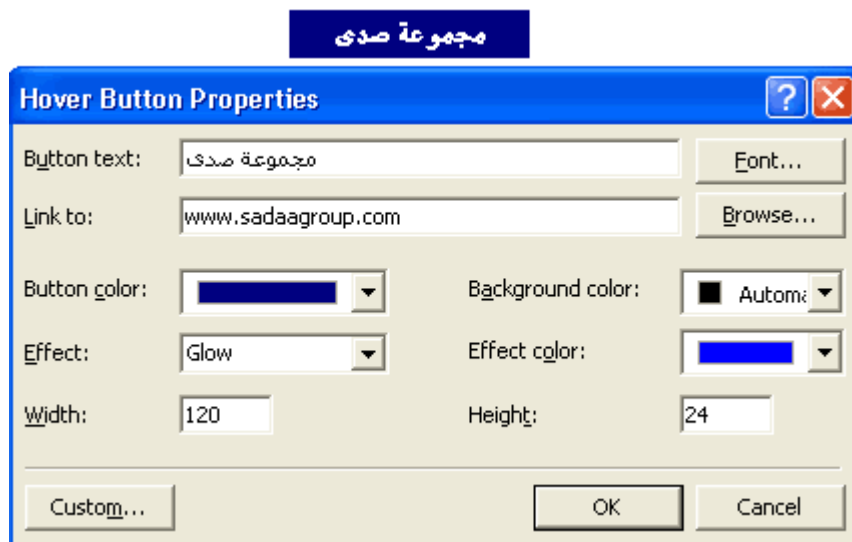 مجموعة صدى
Hover Button Properties
Button text: مجموعة صدى Font...
Link to: www.sadaagroup.com Browse...
Button color: Background color: Automa
Effect: Glow Effect color:
Width: 120 Height: 24
Custom... OK Cancel